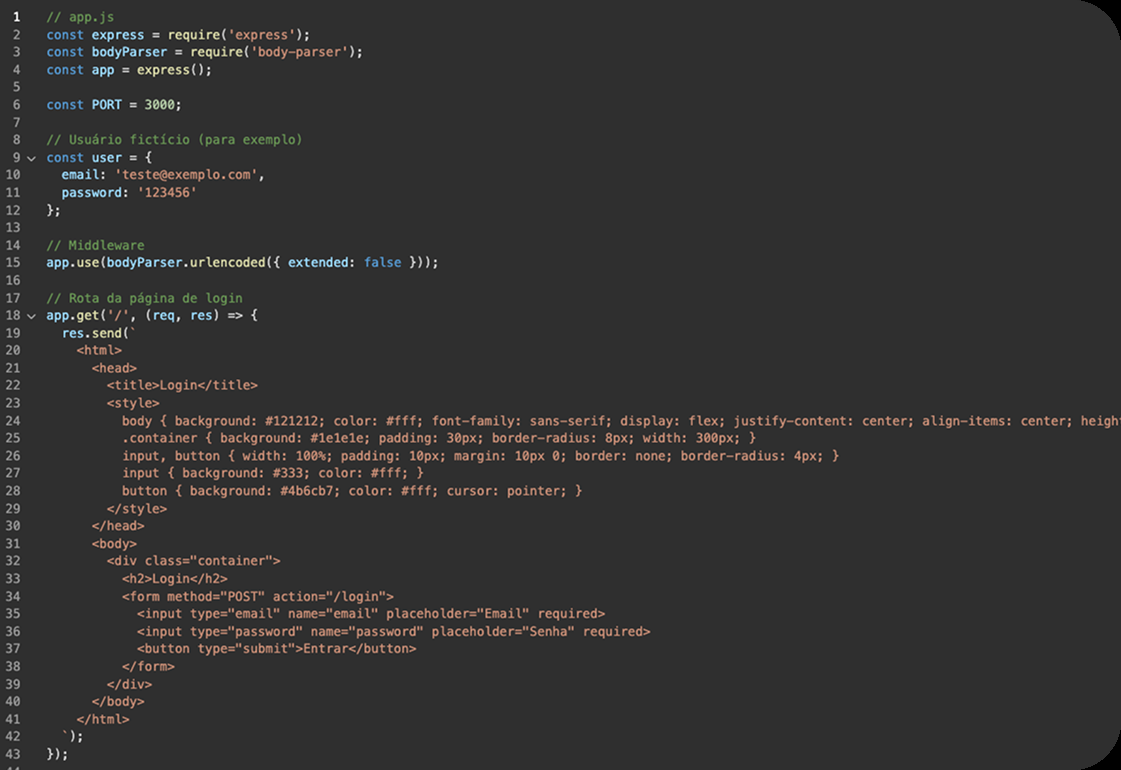 1 // app.js
2 const express = require('express');
3 const bodyParser = require('body-parser');
4 const app = express();
5
6 const PORT = 3000;
7
8 // Usuário fictício (para exemplo)
9 const user = {
10 email: 'teste@exemplo.com',
11 password: '123456'
12 };
13
14 // Middleware
15 app.use(bodyParser.urlencoded({ extended: false }));
16
17 // Rota da página de login
18 app.get('/', (req, res) => {
19 res.send(`
20 <html>
21 <head>
22 <title>Login</title>
23 <style>
24 body { background: #121212; color: #fff; font-family: sans-serif; display: flex; justify-content: center; align-items: center; height
25 .container { background: #1e1e1e; padding: 30px; border-radius: 8px; width: 300px; }
26 input, button { width: 100%; padding: 10px; margin: 10px 0; border: none; border-radius: 4px; }
27 input { background: #333; color: #fff; }
28 button { background: #4b6cb7; color: #fff; cursor: pointer; }
29 </style>
30 </head>
31 <body>
32 <div class="container">
33 <h2>Login</h2>
34 <form method="POST" action="/login">
35 <input type="email" name="email" placeholder="Email" required>
36 <input type="password" name="password" placeholder="Senha" required>
37 <button type="submit">Entrar</button>
38 </form>
39 </div>
40 </body>
41 </html>
42 `);
43 });